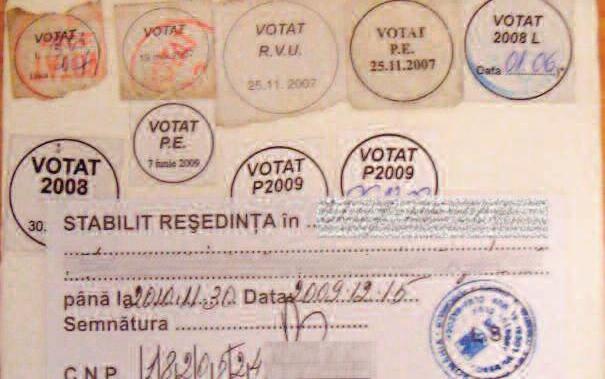 VOTAT
VOTAT
VOTAT
R.V.U.
25.11.2007
VOTAT
P.E.
25.11.2007
VOTAT
2008 L
Data 01.06.
VOTAT
2008
30.
VOTAT
P.E.
7 iunie 2009
VOTAT
P2009
VOTAT
P2009
STABILIT REŞEDINŢA în
până la 2010.11.30. Data 2009.12.15
Semnătura
C N P 182052